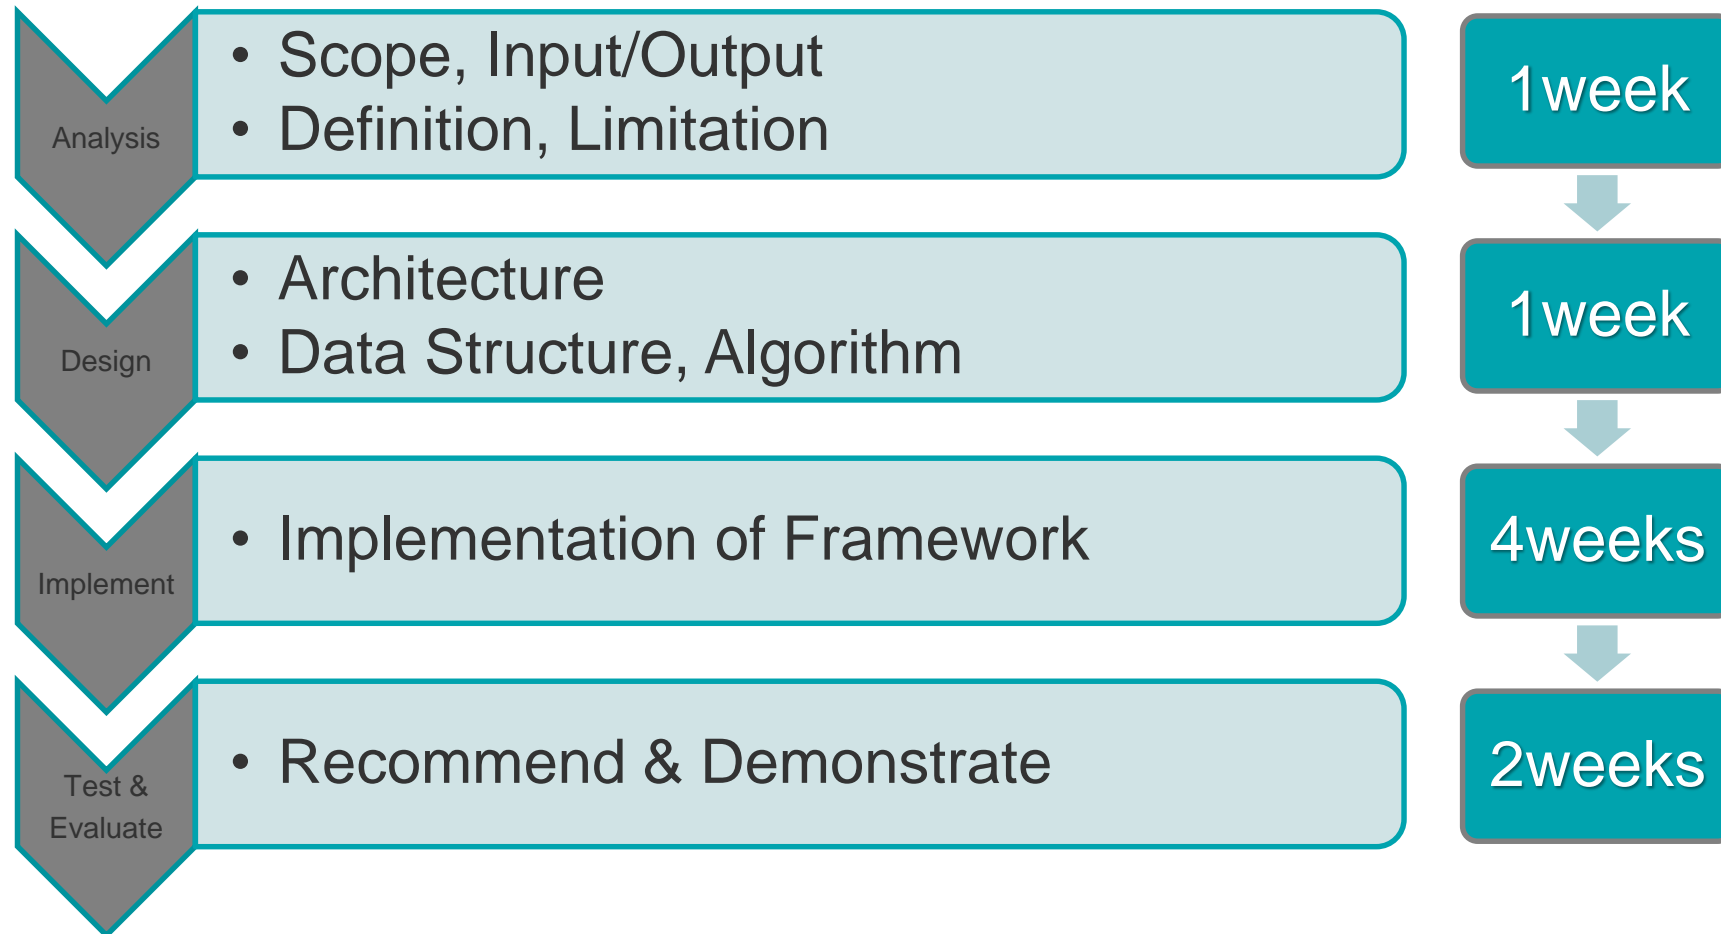 Analysis
• Scope, Input/Output
• Definition, Limitation
1week
Design
• Architecture
• Data Structure, Algorithm
1week
Implement
• Implementation of Framework
4weeks
Test &
Evaluate
• Recommend & Demonstrate
2weeks